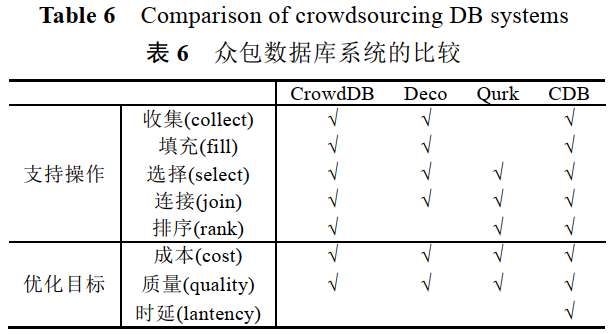 Table 6 Comparison of crowdsourcing DB systems
表 6 众包数据库系统的比较
CrowdDB Deco Qurk CDB
支持操作
收集(collect) √ √ √
填充(fill) √ √ √
选择(select) √ √ √ √
连接(join) √ √ √ √
排序(rank) √ √ √
优化目标
成本(cost) √ √ √ √
质量(quality) √ √ √ √
时延(lantency) √